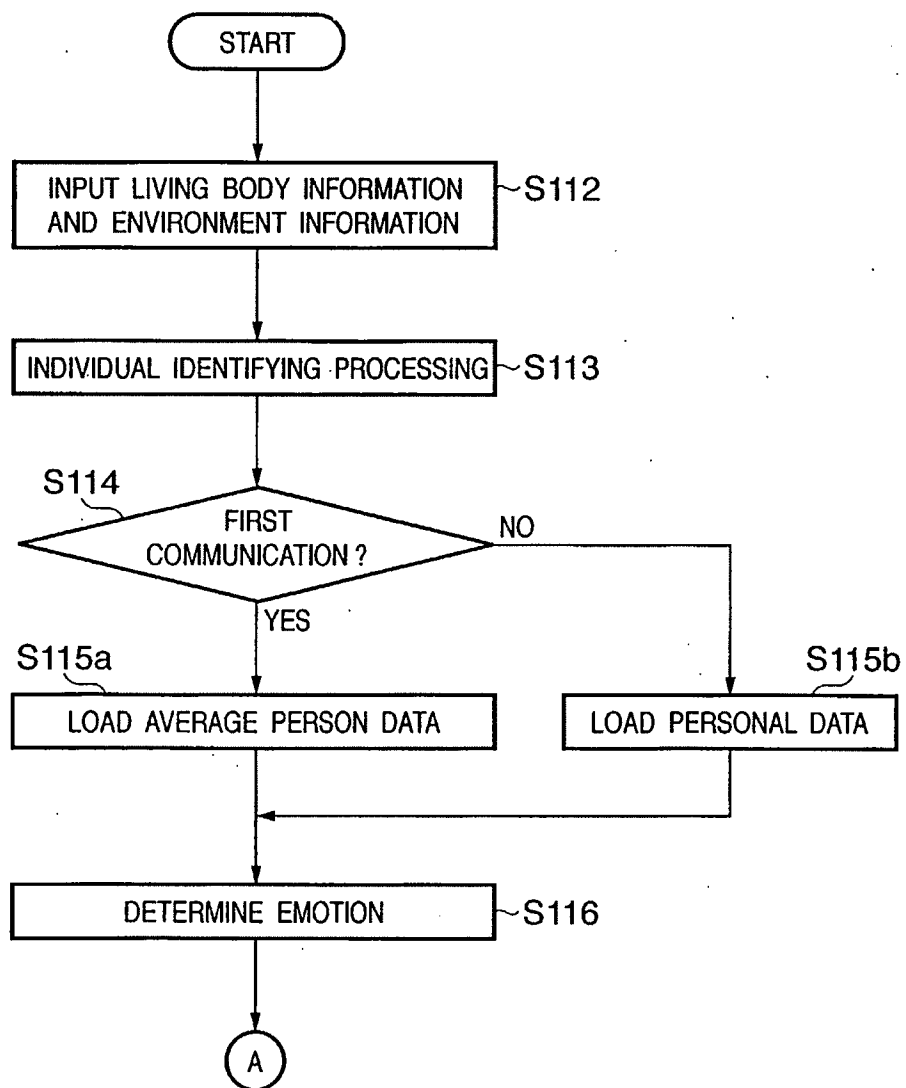 START
INPUT LIVING BODY INFORMATION
AND ENVIRONMENT INFORMATION
S112
INDIVIDUAL IDENTIFYING PROCESSING
S113
S114
FIRST
COMMUNICATION ?
NO
YES
S115a
LOAD AVERAGE PERSON DATA
S115b
LOAD PERSONAL DATA
DETERMINE EMOTION
S116
A